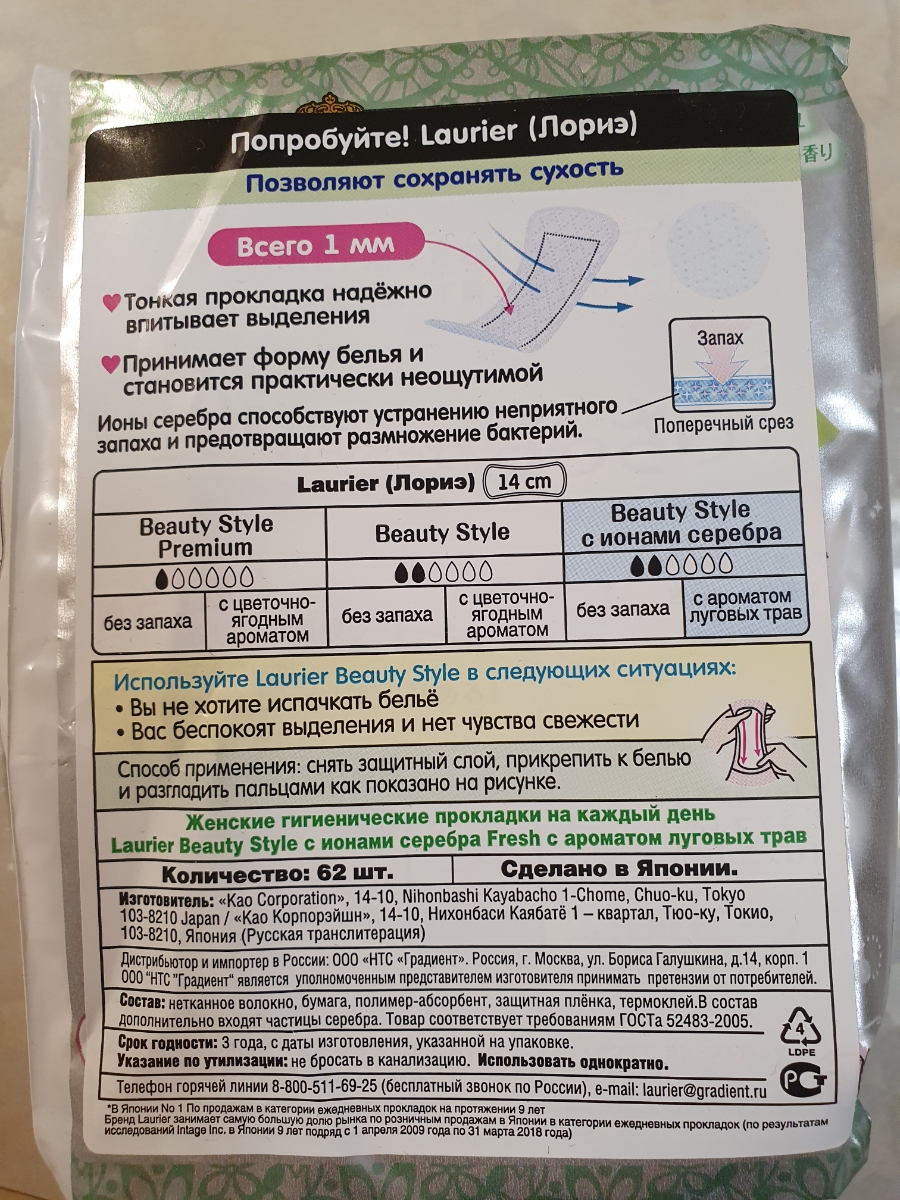 Попробуйте! Laurier (Лориэ)
香り
Позволяют сохранять сухость
Всего 1 мм
Тонкая прокладка надёжно
впитывает выделения
Принимает форму белья и
становится практически неощутимой
Запах
Поперечный срез
Ионы серебра способствуют устранению неприятного
запаха и предотвращают размножение бактерий.
Laurier (Лориэ) 14 cm
Beauty Style
Premium
Beauty Style
Beauty Style
с ионами серебра
без запаха
с цветочно-
ягодным
ароматом
без запаха
с цветочно-
ягодным
ароматом
без запаха
с ароматом
луговых трав
Используйте Laurier Beauty Style в следующих ситуациях:
• Вы не хотите испачкать бельё
• Вас беспокоят выделения и нет чувства свежести
Способ применения: снять защитный слой, прикрепить к белью
и разгладить пальцами как показано на рисунке.
Женские гигиенические прокладки на каждый день
Laurier Beauty Style с ионами серебра Fresh с ароматом луговых трав
Количество: 62 шт.
Сделано в Японии.
Изготовитель: «Kao Corporation», 14-10, Nihonbashi Kayabacho 1-Chome, Chuo-ku, Tokyo
103-8210 Japan / «Као Корпорэйшн», 14-10, Нихонбаси Каябатё 1 – квартал, Тюо-ку, Токио,
103-8210, Япония (Русская транслитерация)
Дистрибьютор и импортер в России: ООО «НТС «Градиент». Россия, г. Москва, ул. Бориса Галушкина, д.14, корп. 1
ООО "НТС "Градиент" является уполномоченным представителем изготовителя принимать претензии от потребителей.
Состав: нетканное волокно, бумага, полимер-абсорбент, защитная плёнка, термоклей.В состав
дополнительно входят частицы серебра. Товар соответствует требованиям ГОСТа 52483-2005.
Срок годности: 3 года, с даты изготовления, указанной на упаковке.
Указание по утилизации: не бросать в канализацию. Использовать однократно.
4
LDPE
РСТ
Телефон горячей линии 8-800-511-69-25 (бесплатный звонок по России), e-mail: laurier@gradient.ru
*В Японии No 1 По продажам в категории ежедневных прокладок на протяжении 9 лет
Бренд Laurier занимает самую большую долю рынка по розничным продажам в Японии в категории ежедневных прокладок (по результатам
исследований Intage Inc. в Японии 9 лет подряд с 1 апреля 2009 года по 31 марта 2018 года)